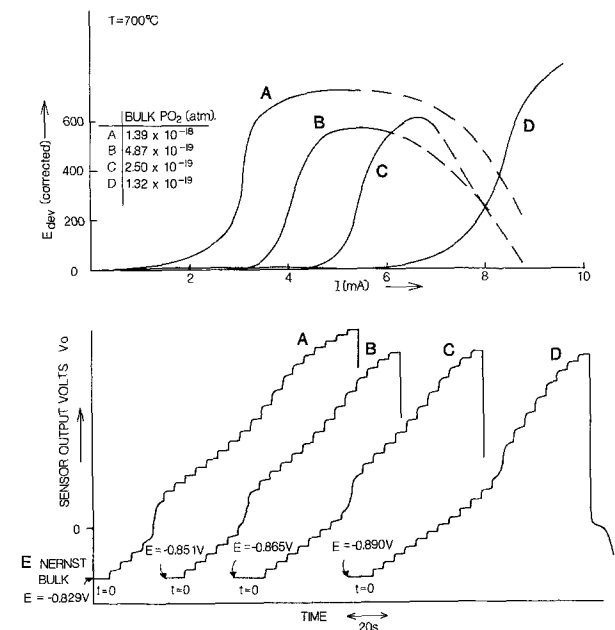 T=700°C
BULK PO₂ (atm).
A 1.39 x 10⁻¹⁸
B 4.87 x 10⁻¹⁹
C 2.50 x 10⁻¹⁹
D 1.32 x 10⁻¹⁹
A
B
C
D
E dev (corrected)
600
400
200
0
2
4
6
8
10
I (mA)
SENSOR OUTPUT VOLTS Vo
A
B
C
D
0
E NERNST
BULK
E = -0.829V
E = -0.851V
E = -0.865V
E = -0.890V
t=0
t=0
t=0
t=0
TIME
20s